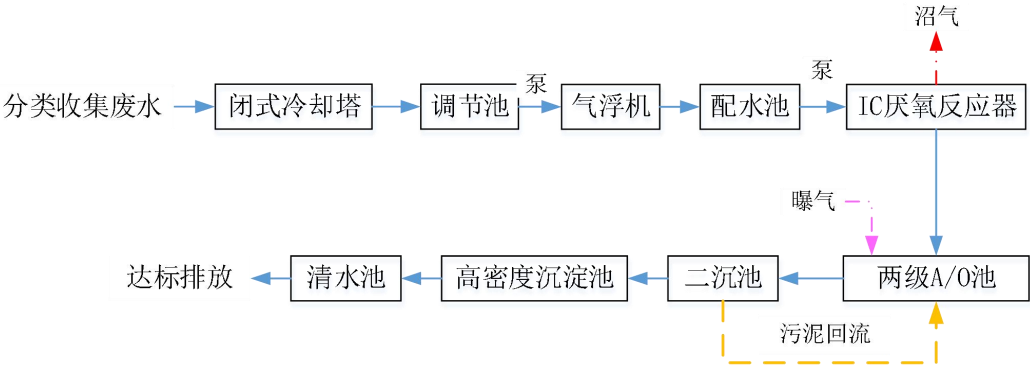 沼气
分类收集废水
闭式冷却塔
调节池
泵
气浮机
配水池
泵
IC厌氧反应器
曝气
达标排放
清水池
高密度沉淀池
二沉池
两级A/O池
污泥回流